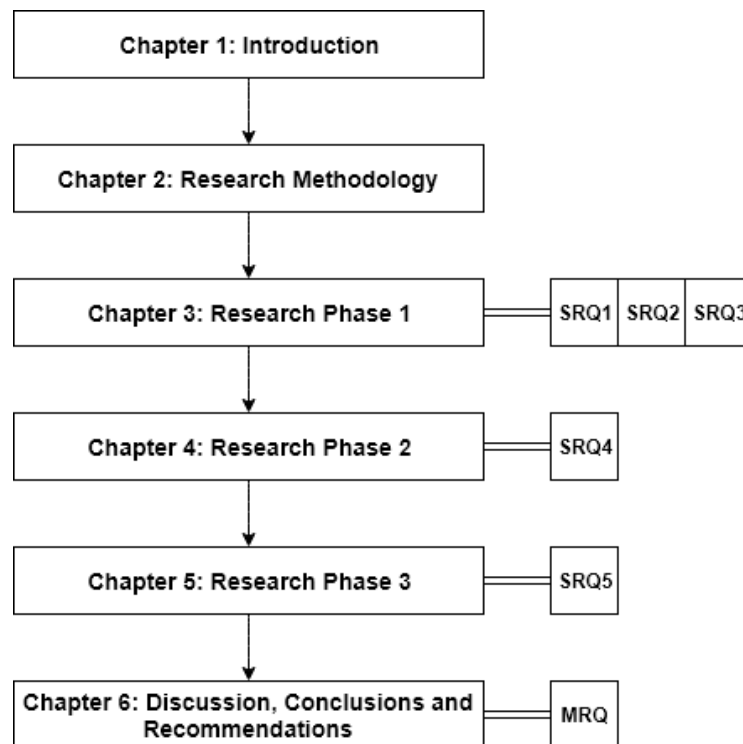 Chapter 1: Introduction
Chapter 2: Research Methodology
Chapter 3: Research Phase 1
SRQ1 SRQ2 SRQ3
Chapter 4: Research Phase 2
SRQ4
Chapter 5: Research Phase 3
SRQ5
Chapter 6: Discussion, Conclusions and
Recommendations
MRQ